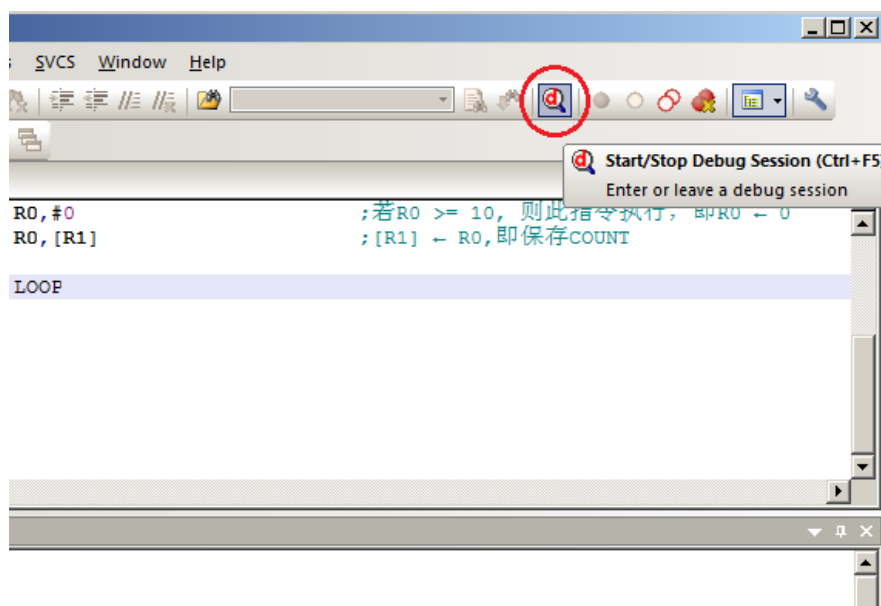 SVCS Window Help
Start/Stop Debug Session (Ctrl+F5
Enter or leave a debug session
R0,#0 ;若R0 >= 10, 则此指令执行, 即R0 ← 0
R0,[R1] ;[R1] ← R0,即保存COUNT
LOOP